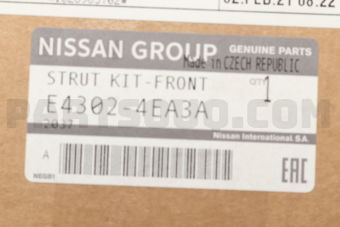 02.FEB.21 08:22
NISSAN GROUP GENUINE PARTS
Made in CZECH REPUBLIC
STRUT KIT-FRONT QTY 1
E4302-4EA3A
2037
Nissan International S.A.
A
EAC